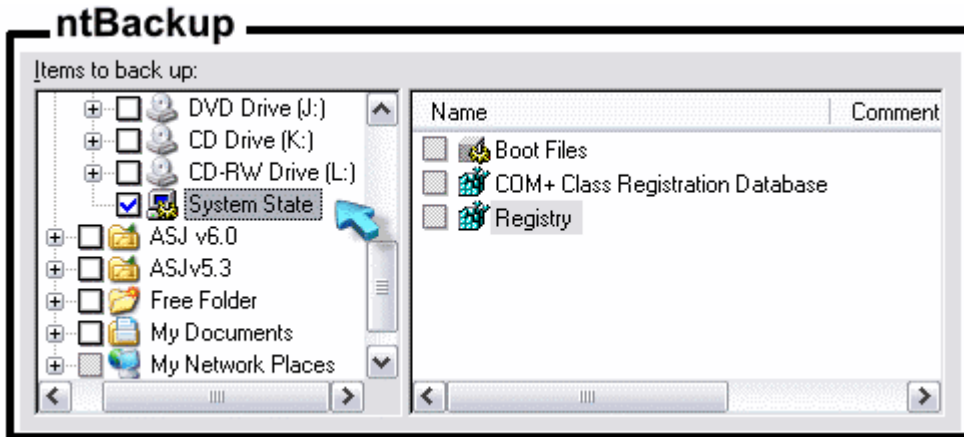 ntBackup
Items to back up:
DVD Drive (J:)
CD Drive (K:)
CD-RW Drive (L:)
System State
ASJ v6.0
ASJv5.3
Free Folder
My Documents
My Network Places
Name Comment
Boot Files
COM+ Class Registration Database
Registry